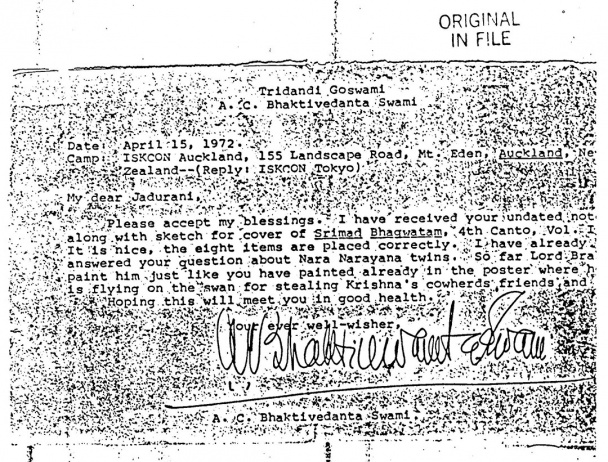 ORIGINAL
IN FILE
Tridandi Goswami
A. C. Bhaktivedanta Swami
Date: April 15, 1972.
Camp: ISKCON Auckland, 155 Landscape Road, Mt. Eden, Auckland, Ne
Zealand--(Reply: ISKCON Tokyo)
My dear Jadurani,
Please accept my blessings. I have received your undated not
along with sketch for cover of Srimad Bhagwatam, 4th Canto, Vol. I
It is nice, the eight items are placed correctly. I have already
answered your question about Nara Narayana twins. So far Lord Bra
paint him just like you have painted already in the poster where h
is flying on the swan for stealing Krishna's cowherds friends and
Hoping this will meet you in good health.
Your ever well-wisher,
A C Bhaktivedanta Swami
A. C. Bhaktivedanta Swami